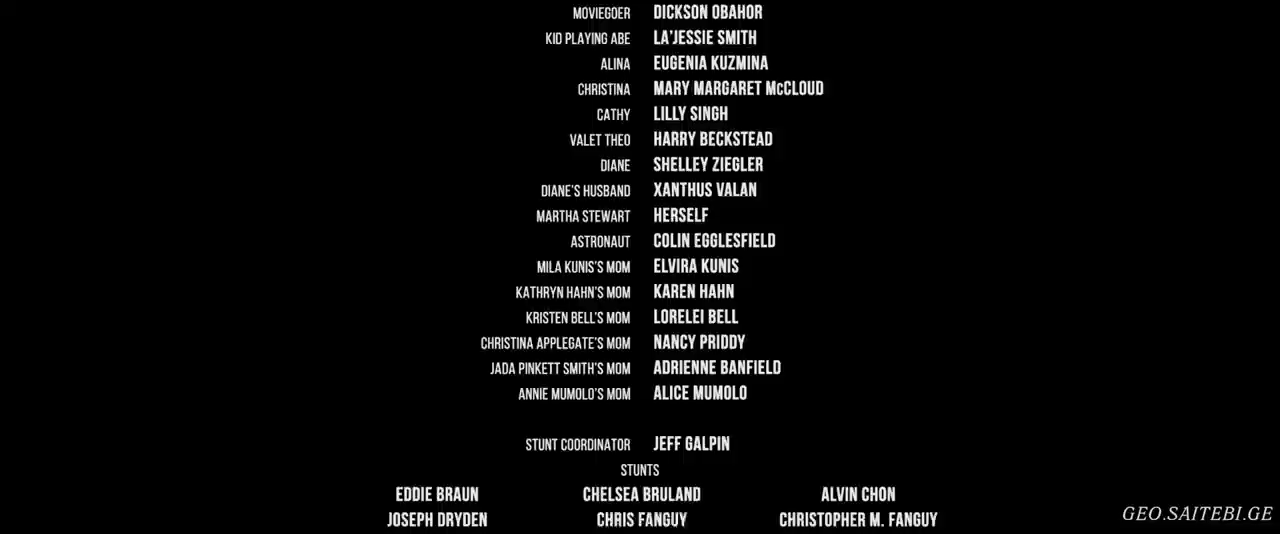 MOVIEGOER DICKSON OBAHOR
KID PLAYING ABE LA'JESSIE SMITH
ALINA EUGENIA KUZMINA
CHRISTINA MARY MARGARET McCLOUD
CATHY LILLY SINGH
VALET THEO HARRY BECKSTEAD
DIANE SHELLEY ZIEGLER
DIANE'S HUSBAND XANTHUS VALAN
MARTHA STEWART HERSELF
ASTRONAUT COLIN EGGLESFIELD
MILA KUNIS'S MOM ELVIRA KUNIS
KATHRYN HAHN'S MOM KAREN HAHN
KRISTEN BELL'S MOM LORELEI BELL
CHRISTINA APPLEGATE'S MOM NANCY PRIDDY
JADA PINKETT SMITH'S MOM ADRIENNE BANFIELD
ANNIE MUMOLO'S MOM ALICE MUMOLO
STUNT COORDINATOR JEFF GALPIN
STUNTS
EDDIE BRAUN CHELSEA BRULAND ALVIN CHON
JOSEPH DRYDEN CHRIS FANGUY CHRISTOPHER M. FANGUY
GEO.SAITEBI.GE